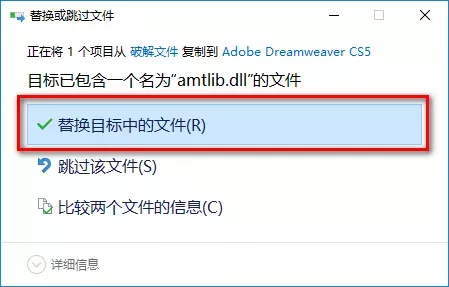 替换或跳过文件
正在将 1 个项目从 破解文件 复制到 Adobe Dreamweaver CS5
目标已包含一个名为“amtlib.dll”的文件
替换目标中的文件(R)
跳过该文件(S)
比较两个文件的信息(C)
详细信息